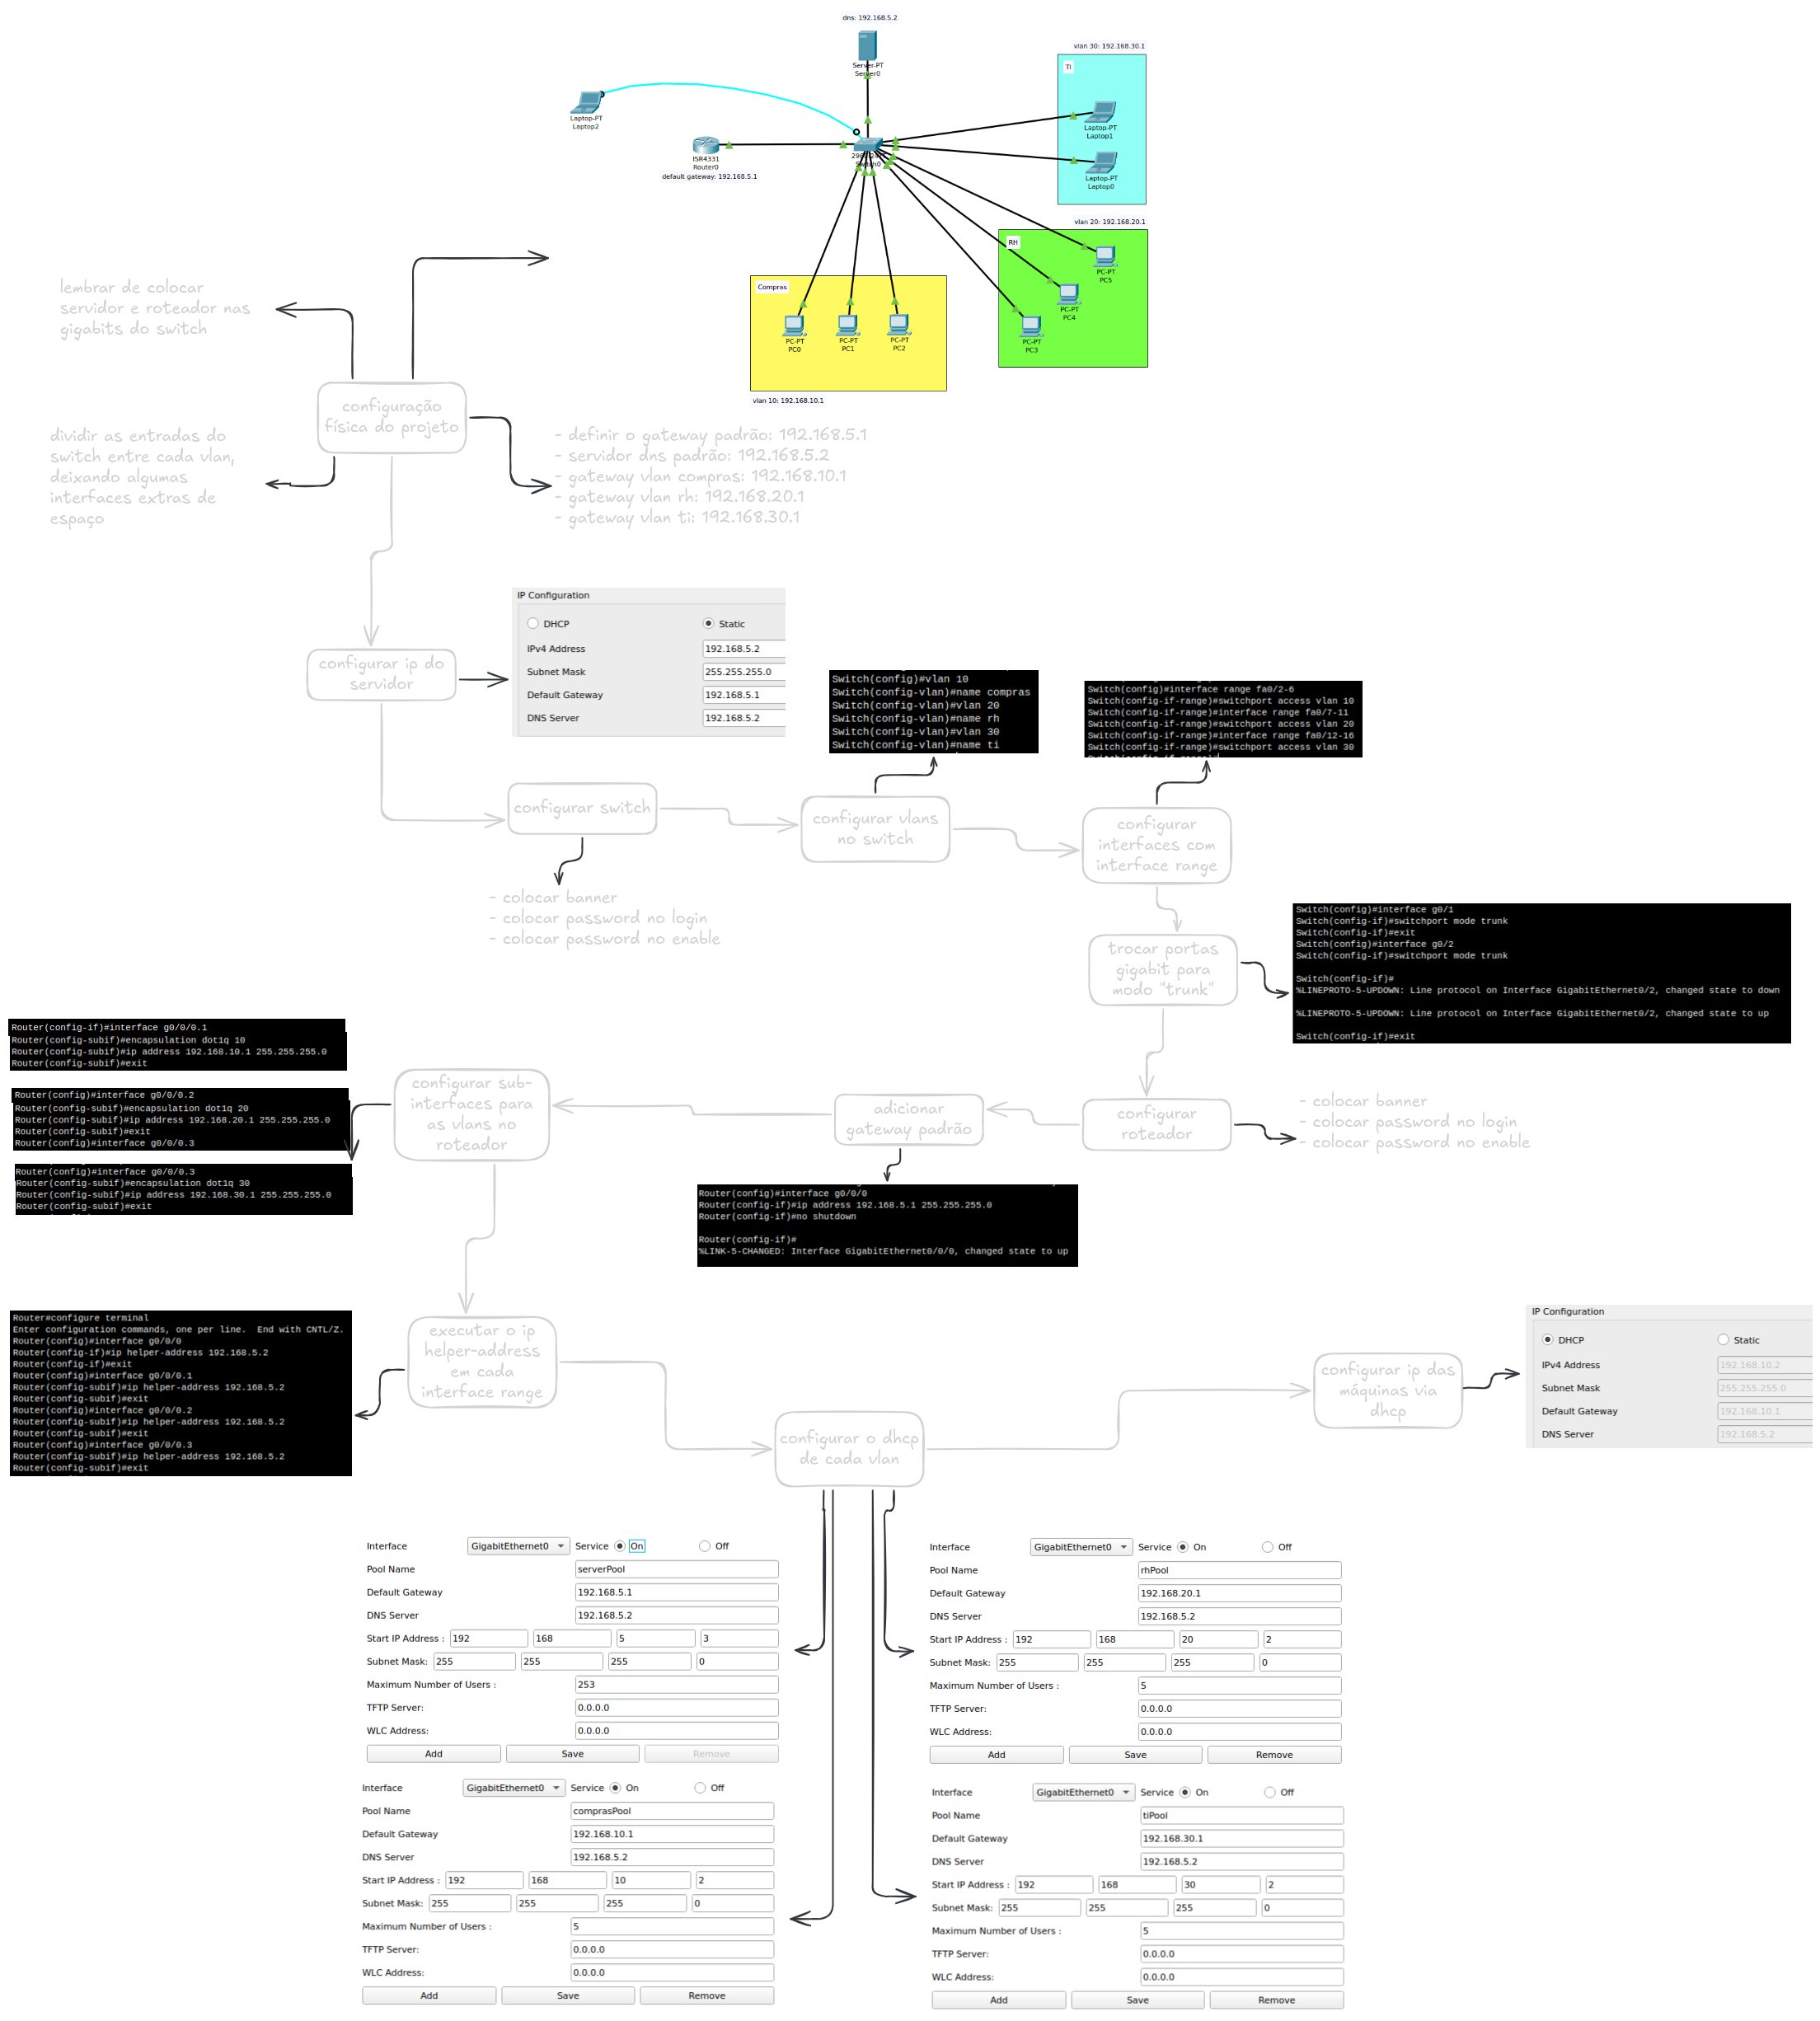 dns: 192.168.5.2
Server-PT
Server0
vlan 30: 192.168.30.1
TI
Laptop-PT
Laptop2
Laptop-PT
Laptop1
ISR4331
Router0
default gateway: 192.168.5.1
Switch0
Laptop-PT
Laptop0
vlan 20: 192.168.20.1
RH
PC-PT
PC5
PC-PT
PC4
PC-PT
PC3
Compras
PC-PT
PC0
PC-PT
PC1
PC-PT
PC2
vlan 10: 192.168.10.1
lembrar de colocar
servidor e roteador nas
gigabits do switch
configuração
física do projeto
dividir as entradas do
switch entre cada vlan,
deixando algumas
interfaces extras de
espaço
- definir o gateway padrão: 192.168.5.1
- servidor dns padrão: 192.168.5.2
- gateway vlan compras: 192.168.10.1
- gateway vlan rh: 192.168.20.1
- gateway vlan ti: 192.168.30.1
configurar ip do
servidor
IP Configuration
DHCP
Static
IPv4 Address 192.168.5.2
Subnet Mask 255.255.255.0
Default Gateway 192.168.5.1
DNS Server 192.168.5.2
configurar switch
- colocar banner
- colocar password no login
- colocar password no enable
Switch(config)#vlan 10
Switch(config-vlan)#name compras
Switch(config-vlan)#vlan 20
Switch(config-vlan)#name rh
Switch(config-vlan)#vlan 30
Switch(config-vlan)#name ti
configurar vlans
no switch
Switch(config)#interface range fa0/2-6
Switch(config-if-range)#switchport access vlan 10
Switch(config-if-range)#interface range fa0/7-11
Switch(config-if-range)#switchport access vlan 20
Switch(config-if-range)#interface range fa0/12-16
Switch(config-if-range)#switchport access vlan 30
configurar
interfaces com
interface range
trocar portas
gigabit para
modo "trunk"
Switch(config)#interface g0/1
Switch(config-if)#switchport mode trunk
Switch(config-if)#exit
Switch(config)#interface g0/2
Switch(config-if)#switchport mode trunk
Switch(config-if)#
%LINEPROTO-5-UPDOWN: Line protocol on Interface GigabitEthernet0/2, changed state to down
%LINEPROTO-5-UPDOWN: Line protocol on Interface GigabitEthernet0/2, changed state to up
Switch(config-if)#exit
configurar
roteador
- colocar banner
- colocar password no login
- colocar password no enable
adicionar
gateway padrão
Router(config)#interface g0/0/0
Router(config-if)#ip address 192.168.5.1 255.255.255.0
Router(config-if)#no shutdown
Router(config-if)#
%LINK-5-CHANGED: Interface GigabitEthernet0/0/0, changed state to up
configurar sub-
interfaces para
as vlans no
roteador
Router(config-if)#interface g0/0/0.1
Router(config-subif)#encapsulation dot1q 10
Router(config-subif)#ip address 192.168.10.1 255.255.255.0
Router(config-subif)#exit
Router(config)#interface g0/0/0.2
Router(config-subif)#encapsulation dot1q 20
Router(config-subif)#ip address 192.168.20.1 255.255.255.0
Router(config-subif)#exit
Router(config)#interface g0/0/0.3
Router(config)#interface g0/0/0.3
Router(config-subif)#encapsulation dot1q 30
Router(config-subif)#ip address 192.168.30.1 255.255.255.0
Router(config-subif)#exit
executar o ip
helper-address
em cada
interface range
Router#configure terminal
Enter configuration commands, one per line.  End with CNTL/Z.
Router(config)#interface g0/0/0
Router(config-if)#ip helper-address 192.168.5.2
Router(config-if)#exit
Router(config)#interface g0/0/0.1
Router(config-subif)#ip helper-address 192.168.5.2
Router(config-subif)#exit
Router(config)#interface g0/0/0.2
Router(config-subif)#ip helper-address 192.168.5.2
Router(config-subif)#exit
Router(config)#interface g0/0/0.3
Router(config-subif)#ip helper-address 192.168.5.2
Router(config-subif)#exit
configurar o dhcp
de cada vlan
configurar ip das
máquinas via
dhcp
IP Configuration
DHCP
Static
IPv4 Address 192.168.10.2
Subnet Mask 255.255.255.0
Default Gateway 192.168.10.1
DNS Server 192.168.5.2
Interface GigabitEthernet0 Service On Off
Pool Name serverPool
Default Gateway 192.168.5.1
DNS Server 192.168.5.2
Start IP Address : 192 168 5 3
Subnet Mask: 255 255 255 0
Maximum Number of Users : 253
TFTP Server: 0.0.0.0
WLC Address: 0.0.0.0
Add Save Remove
Interface GigabitEthernet0 Service On Off
Pool Name rhPool
Default Gateway 192.168.20.1
DNS Server 192.168.5.2
Start IP Address : 192 168 20 2
Subnet Mask: 255 255 255 0
Maximum Number of Users : 5
TFTP Server: 0.0.0.0
WLC Address: 0.0.0.0
Add Save Remove
Interface GigabitEthernet0 Service On Off
Pool Name comprasPool
Default Gateway 192.168.10.1
DNS Server 192.168.5.2
Start IP Address : 192 168 10 2
Subnet Mask: 255 255 255 0
Maximum Number of Users : 5
TFTP Server: 0.0.0.0
WLC Address: 0.0.0.0
Add Save Remove
Interface GigabitEthernet0 Service On Off
Pool Name tiPool
Default Gateway 192.168.30.1
DNS Server 192.168.5.2
Start IP Address : 192 168 30 2
Subnet Mask: 255 255 255 0
Maximum Number of Users : 5
TFTP Server: 0.0.0.0
WLC Address: 0.0.0.0
Add Save Remove